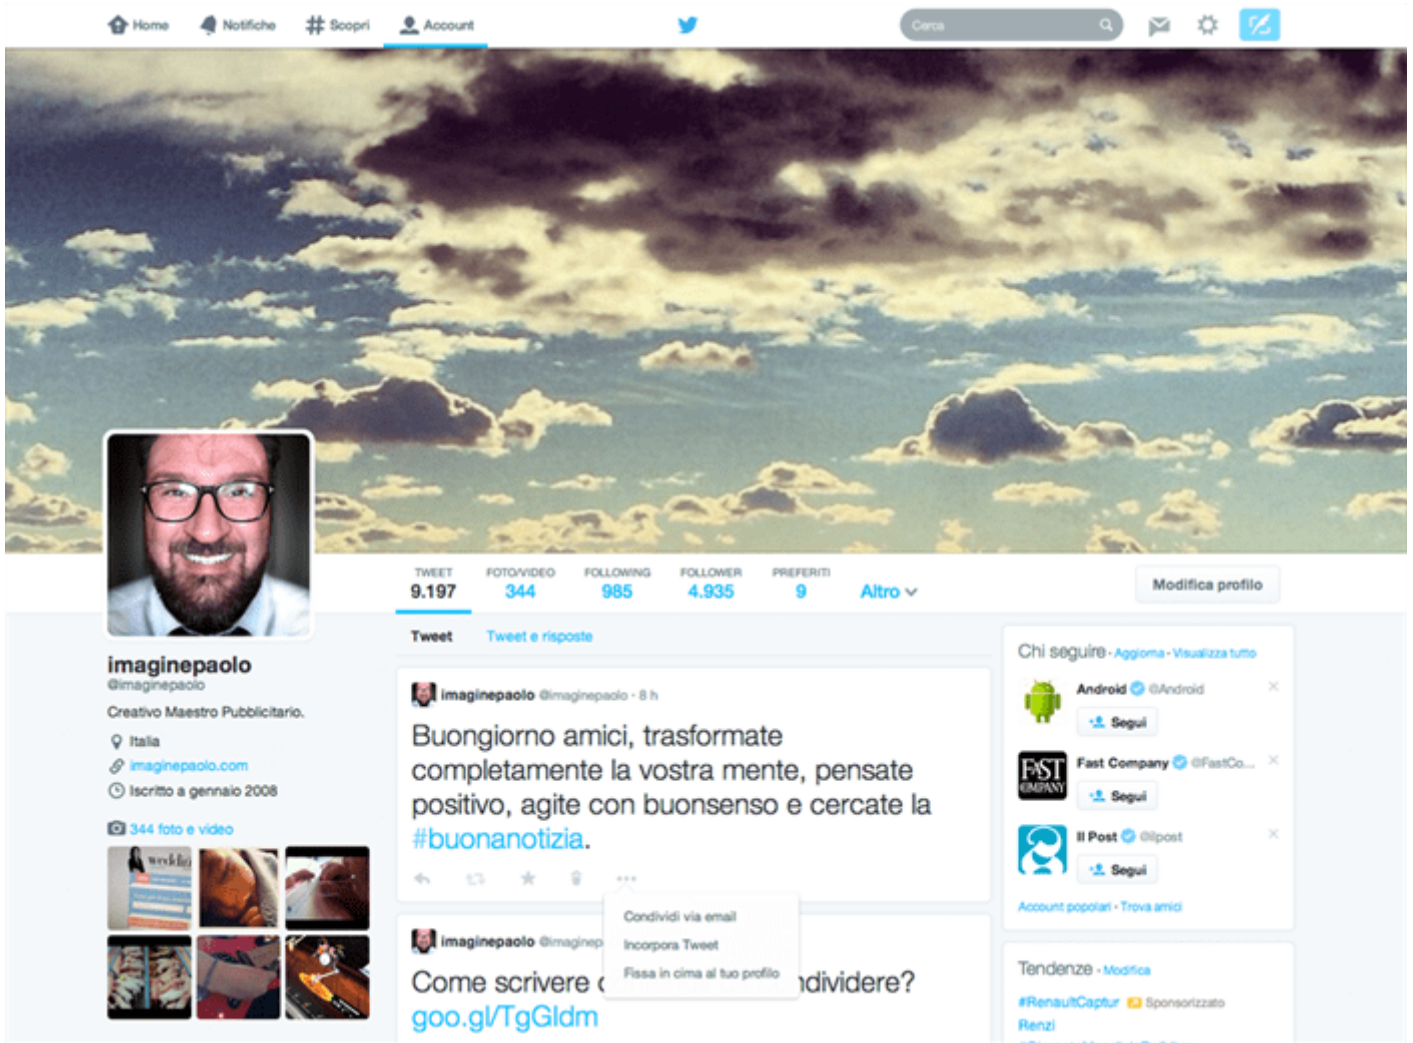 Home Notifiche Scopri Account Cerca
TWEET FOTO/VIDEO FOLLOWING FOLLOWER PREFERITI
9.197 344 985 4.935 9 Altro
Modifica profilo
Tweet Tweet e risposte
imaginepaolo
@imaginepaolo
Creativo Maestro Pubblicitario.
Italia
imaginepaolo.com
Iscritto a gennaio 2008
344 foto e video
imaginepaolo @imaginepaolo · 8 h
Buongiorno amici, trasformate
completamente la vostra mente, pensate
positivo, agite con buonsenso e cercate la
#buonanotizia.
Condividi via email
Incorpora Tweet
Fissa in cima al tuo profilo
imaginepaolo @imaginep
Come scrivere
goo.gl/TgGldm
Chi seguire · Aggiorna · Visualizza tutto
Android @Android
Segui
FAST COMPANY
Fast Company @FastCo...
Segui
Il Post @ilpost
Segui
Account popolari · Trova amici
Tendenze · Modifica
#RenaultCaptur Sponsorizzato
Renzi